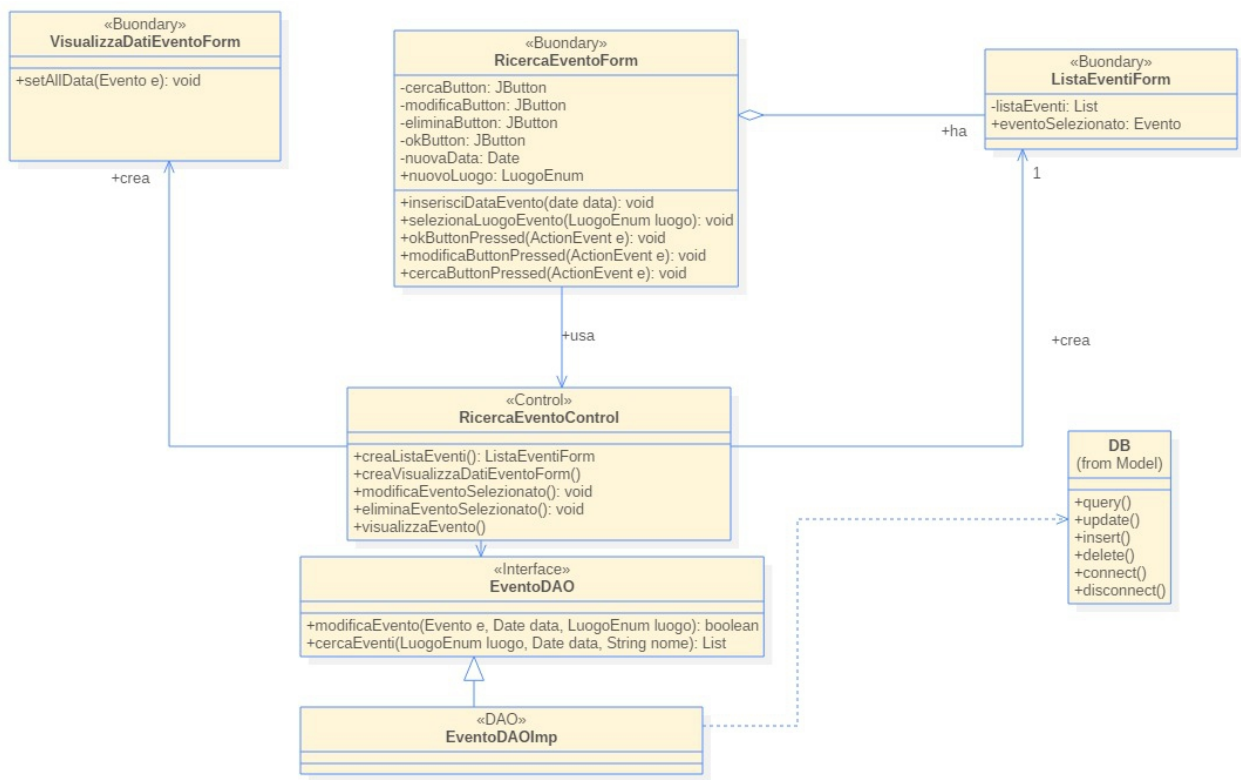 «Buondary»
VisualizzaDatiEventoForm
+setAllData(Evento e): void
+crea
«Buondary»
RicercaEventoForm
-cercaButton: JButton
-modificaButton: JButton
-eliminaButton: JButton
-okButton: JButton
-nuovaData: Date
+nuovoLuogo: LuogoEnum
+inserisciDataEvento(date data): void
+selezionaLuogoEvento(LuogoEnum luogo): void
+okButtonPressed(ActionEvent e): void
+modificaButtonPressed(ActionEvent e): void
+cercaButtonPressed(ActionEvent e): void
+ha
«Buondary»
ListaEventiForm
-listaEventi: List
+eventoSelezionato: Evento
1
+usa
+crea
«Control»
RicercaEventoControl
+creaListaEventi(): ListaEventiForm
+creaVisualizzaDatiEventoForm()
+modificaEventoSelezionato(): void
+eliminaEventoSelezionato(): void
+visualizzaEvento()
DB
(from Model)
+query()
+update()
+insert()
+delete()
+connect()
+disconnect()
«Interface»
EventoDAO
+modificaEvento(Evento e, Date data, LuogoEnum luogo): boolean
+cercaEventi(LuogoEnum luogo, Date data, String nome): List
«DAO»
EventoDAOImp